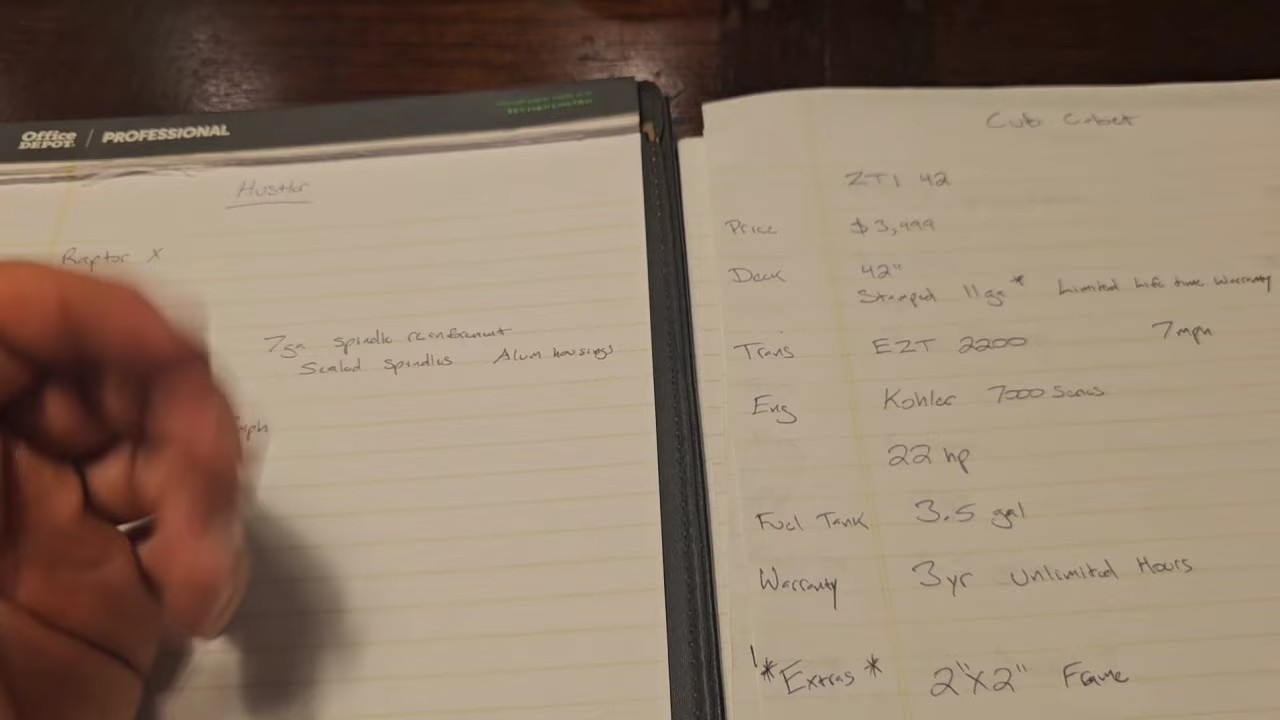 Office DEPOT. / PROFESSIONAL
Hustler
Raptor X
7ga spindle reinforcment
Sealed Spindles Alum housings
mph
Cub Cadet
ZT1 42
Price $3,499
Deck 42"
Stamped 11ga* Limited Life time Warranty
Trans EZT 2200 7mph
Eng Kohler 7000 Series
22 hp
Fuel Tank 3.5 gal
Warranty 3yr Unlimited Hours
!*Extras* 2"X2" Frame